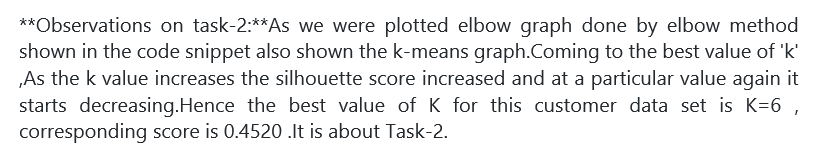 **Observations on task-2:**As we were plotted elbow graph done by elbow method
shown in the code snippet also shown the k-means graph.Coming to the best value of 'k'
,As the k value increases the silhouette score increased and at a particular value again it
starts decreasing.Hence the best value of K for this customer data set is K=6 ,
corresponding score is 0.4520 .It is about Task-2.